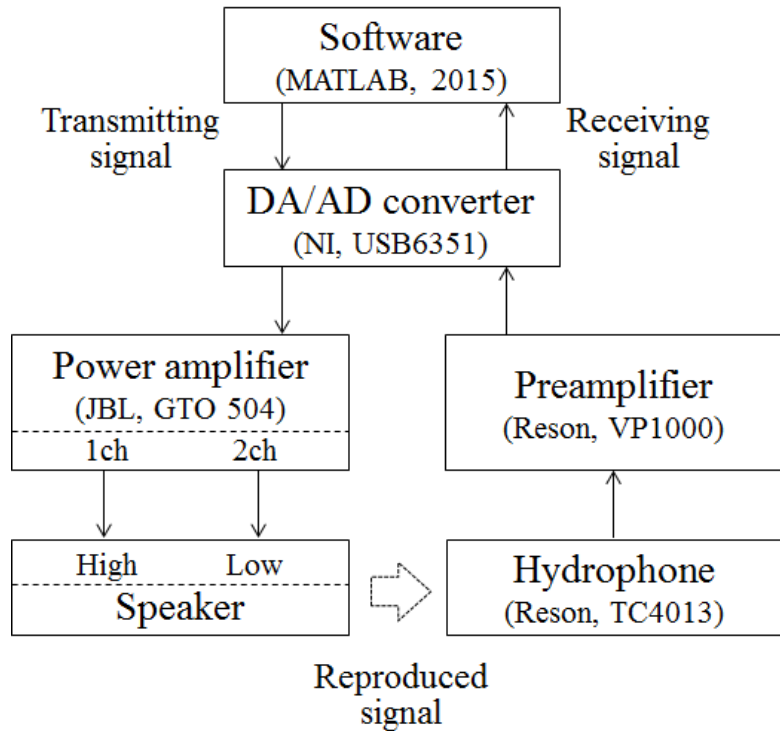 Software
(MATLAB, 2015)
Transmitting
signal
Receiving
signal
DA/AD converter
(NI, USB6351)
Power amplifier
(JBL, GTO 504)
1ch 2ch
Preamplifier
(Reson, VP1000)
High Low
Speaker
Hydrophone
(Reson, TC4013)
Reproduced
signal